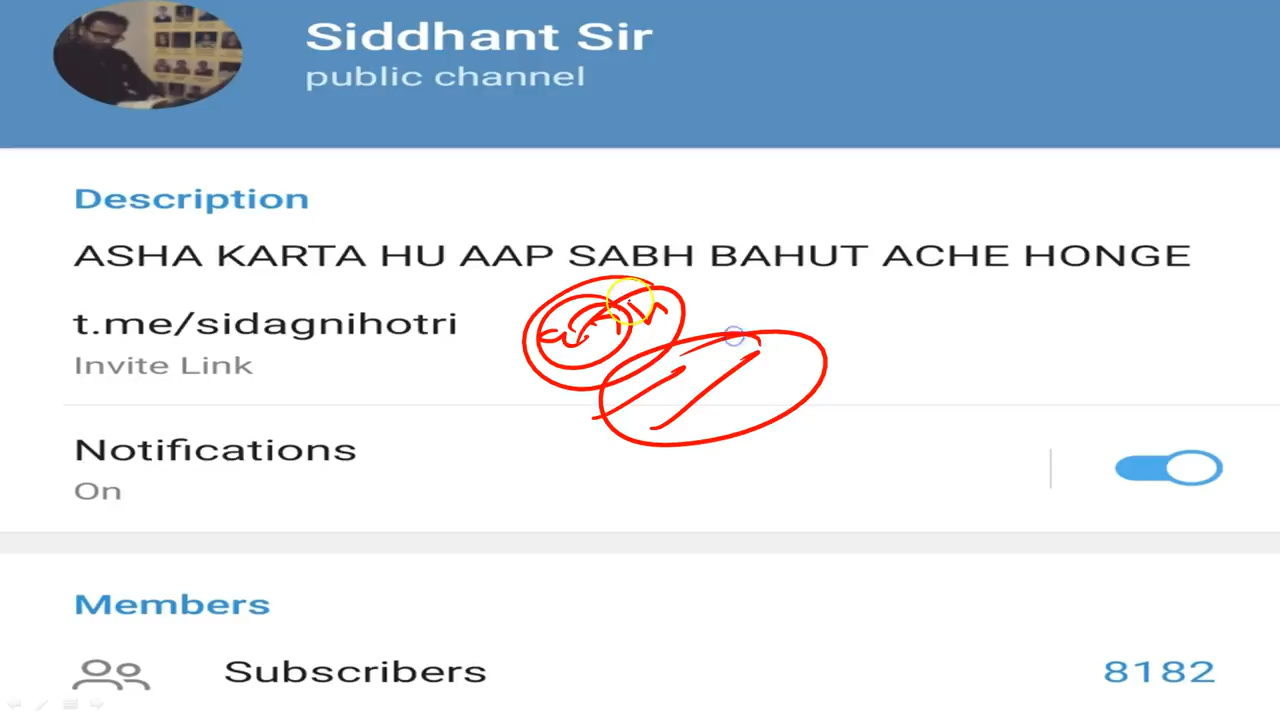 Siddhant Sir
public channel
Description
ASHA KARTA HU AAP SABH BAHUT ACHE HONGE
t.me/sidagnihotri
Invite Link
Notifications
On
Members
Subscribers 8182